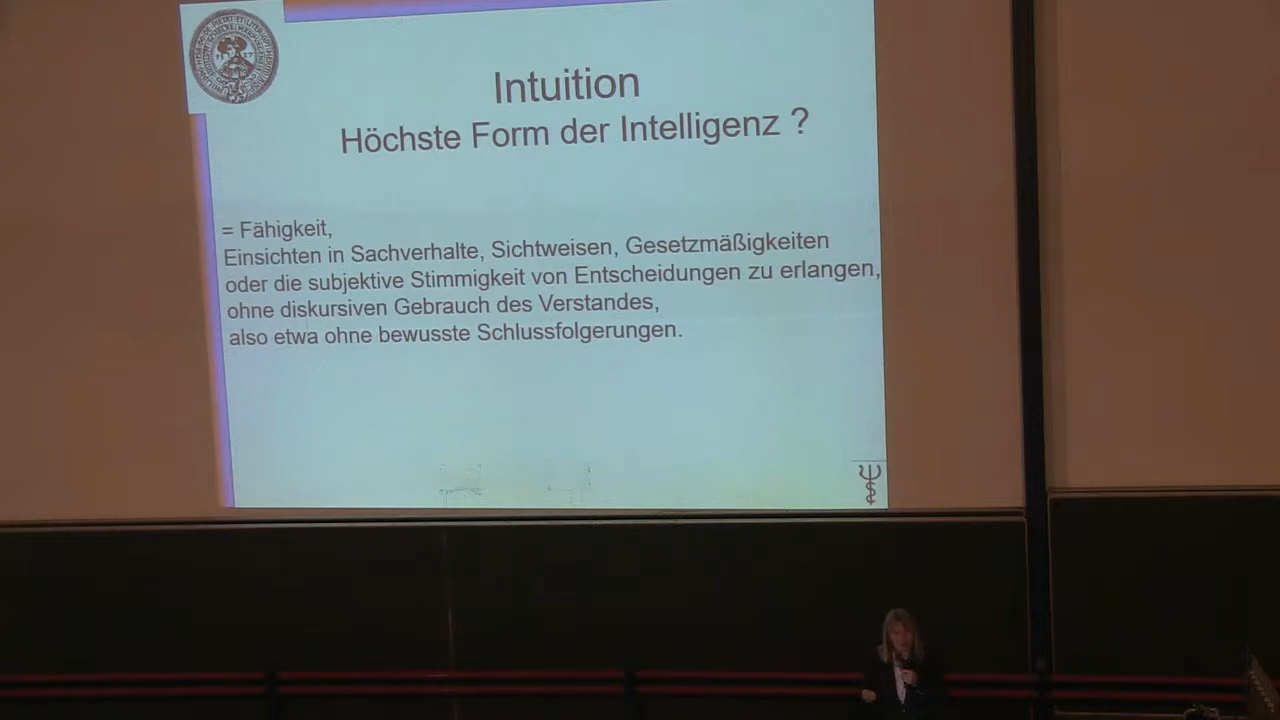 Intuition
Höchste Form der Intelligenz ?
= Fähigkeit,
Einsichten in Sachverhalte, Sichtweisen, Gesetzmäßigkeiten
oder die subjektive Stimmigkeit von Entscheidungen zu erlangen,
ohne diskursiven Gebrauch des Verstandes,
also etwa ohne bewusste Schlussfolgerungen.